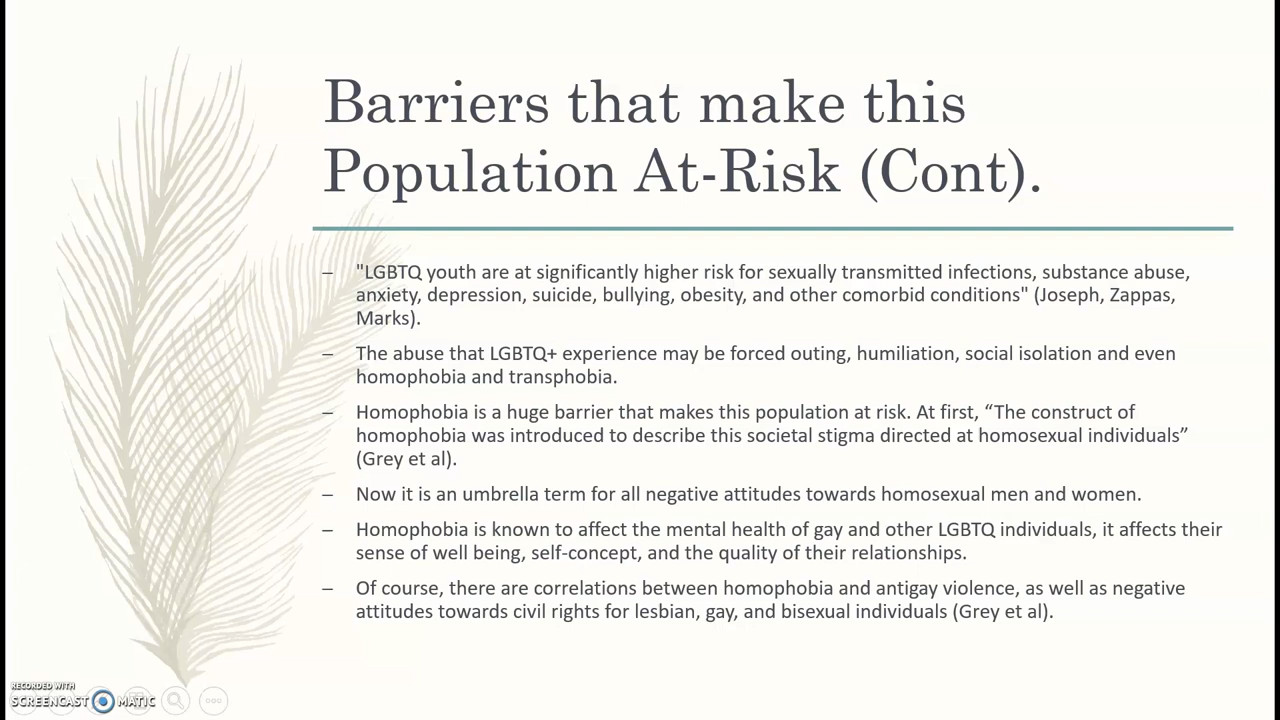 Barriers that make this
Population At-Risk (Cont).
– "LGBTQ youth are at significantly higher risk for sexually transmitted infections, substance abuse,
anxiety, depression, suicide, bullying, obesity, and other comorbid conditions" (Joseph, Zappas,
Marks).
– The abuse that LGBTQ+ experience may be forced outing, humiliation, social isolation and even
homophobia and transphobia.
– Homophobia is a huge barrier that makes this population at risk. At first, “The construct of
homophobia was introduced to describe this societal stigma directed at homosexual individuals”
(Grey et al).
– Now it is an umbrella term for all negative attitudes towards homosexual men and women.
– Homophobia is known to affect the mental health of gay and other LGBTQ individuals, it affects their
sense of well being, self-concept, and the quality of their relationships.
– Of course, there are correlations between homophobia and antigay violence, as well as negative
attitudes towards civil rights for lesbian, gay, and bisexual individuals (Grey et al).
RECORDED WITH
SCREENCAST MATIC